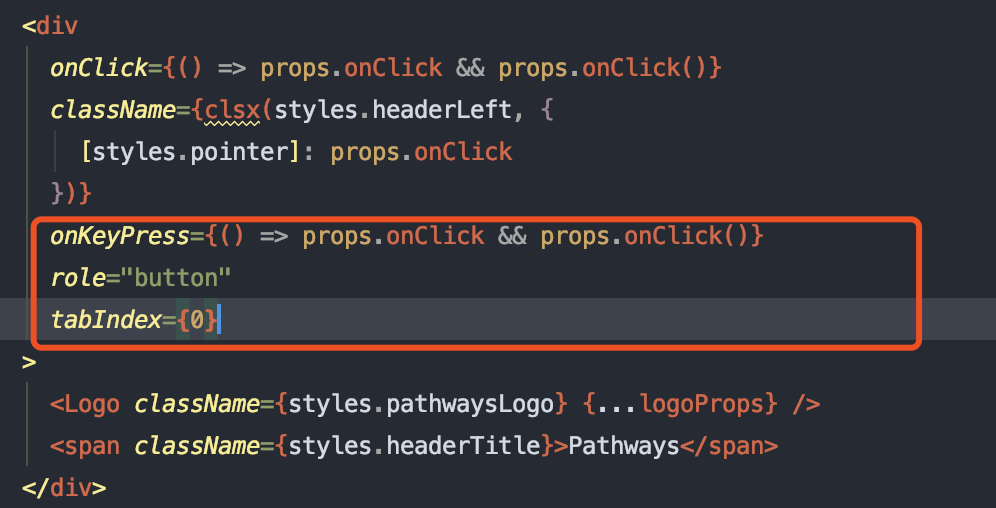 <div
onClick={() => props.onClick && props.onClick()}
className={clsx(styles.headerLeft, {
[styles.pointer]: props.onClick
})}
onKeyPress={() => props.onClick && props.onClick()}
role="button"
tabIndex={0}
>
<Logo className={styles.pathwaysLogo} {...logoProps} />
<span className={styles.headerTitle}>Pathways</span>
</div>